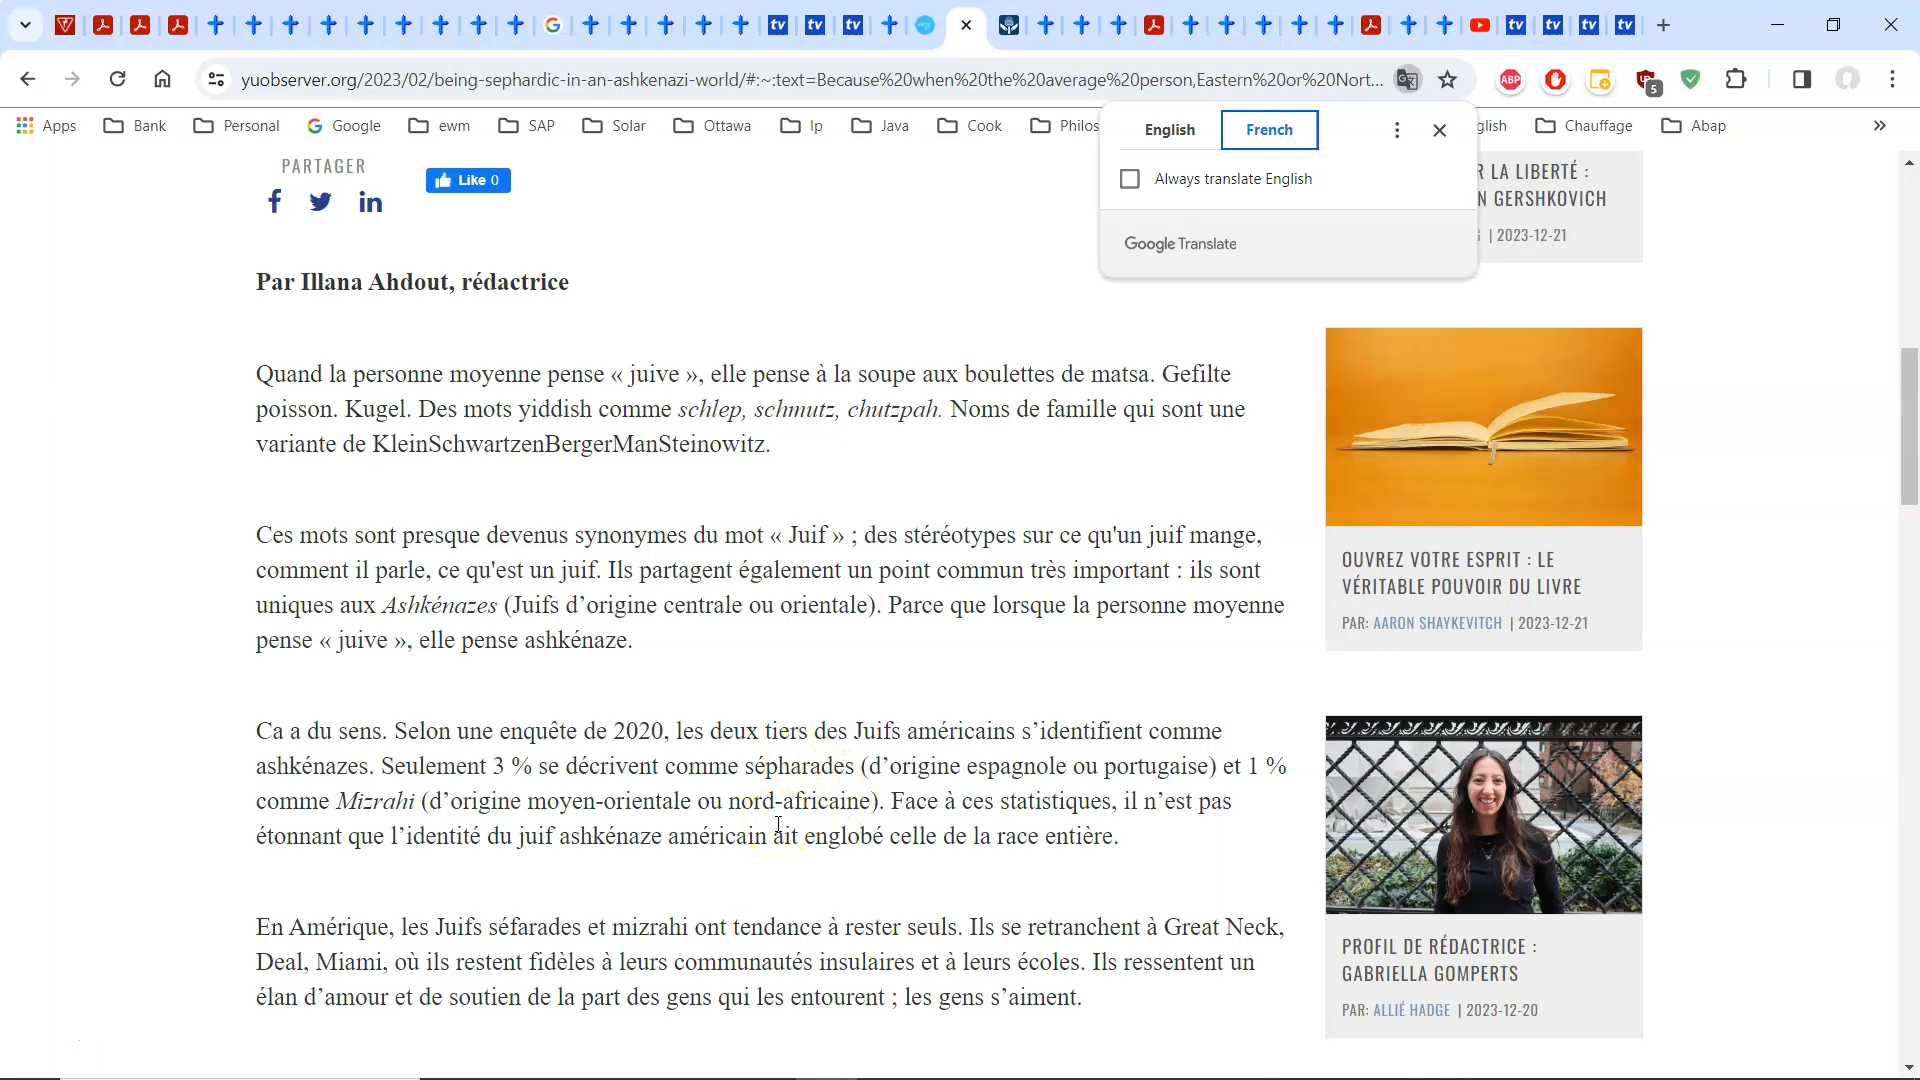 yuobserver.org/2023/02/being-sephardic-in-an-ashkenazi-world/#:~:text=Because%20when%20the%20average%20person,Eastern%20or%20Nort...
ABP
5
Apps
Bank
Personal
Google
ewm
SAP
Solar
Ottawa
Ip
Java
Cook
Philos
glish
Chauffage
Abap
»
English
French
Always translate English
Google Translate
PARTAGER
Like 0
R LA LIBERTÉ :
N GERSHKOVICH
| 2023-12-21
Par Illana Ahdout, rédactrice
Quand la personne moyenne pense « juive », elle pense à la soupe aux boulettes de matsa. Gefilte
poisson. Kugel. Des mots yiddish comme schlep, schmutz, chutzpah. Noms de famille qui sont une
variante de KleinSchwartzenBergerManSteinowitz.
Ces mots sont presque devenus synonymes du mot « Juif » ; des stéréotypes sur ce qu'un juif mange,
comment il parle, ce qu'est un juif. Ils partagent également un point commun très important : ils sont
uniques aux Ashkénazes (Juifs d’origine centrale ou orientale). Parce que lorsque la personne moyenne
pense « juive », elle pense ashkénaze.
Ca a du sens. Selon une enquête de 2020, les deux tiers des Juifs américains s’identifient comme
ashkénazes. Seulement 3 % se décrivent comme sépharades (d’origine espagnole ou portugaise) et 1 %
comme Mizrahi (d’origine moyen-orientale ou nord-africaine). Face à ces statistiques, il n’est pas
étonnant que l’identité du juif ashkénaze américain ait englobé celle de la race entière.
En Amérique, les Juifs séfarades et mizrahi ont tendance à rester seuls. Ils se retranchent à Great Neck,
Deal, Miami, où ils restent fidèles à leurs communautés insulaires et à leurs écoles. Ils ressentent un
élan d’amour et de soutien de la part des gens qui les entourent ; les gens s’aiment.
OUVREZ VOTRE ESPRIT : LE
VÉRITABLE POUVOIR DU LIVRE
PAR: AARON SHAYKEVITCH | 2023-12-21
PROFIL DE RÉDACTRICE :
GABRIELLA GOMPERTS
PAR: ALLIÉ HADGE | 2023-12-20